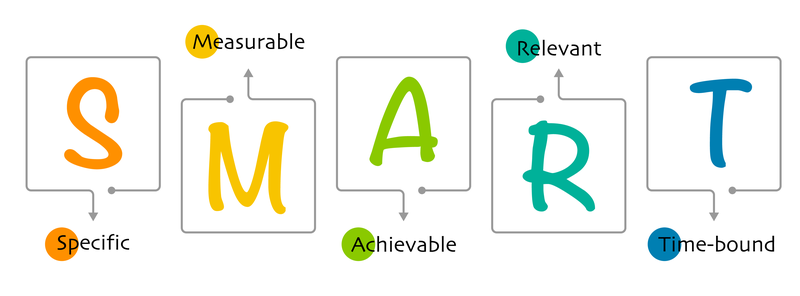 S
Specific
M
Measurable
A
Achievable
R
Relevant
T
Time-bound